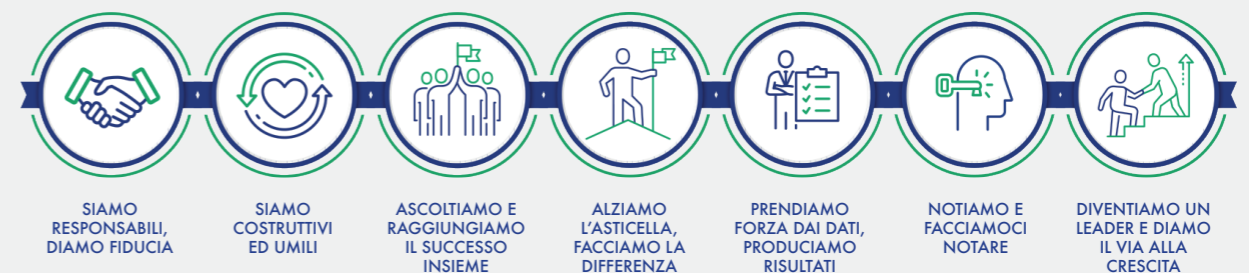 SIAMO
RESPONSABILI,
DIAMO FIDUCIA
SIAMO
COSTRUTTIVI
ED UMILI
ASCOLTIAMO E
RAGGIUNGIAMO
IL SUCCESSO
INSIEME
ALZIAMO
L'ASTICELLA,
FACCIAMO LA
DIFFERENZA
PRENDIAMO
FORZA DAI DATI,
PRODUCIAMO
RISULTATI
NOTIAMO E
FACCIAMOCI
NOTARE
DIVENTIAMO UN
LEADER E DIAMO
IL VIA ALLA
CRESCITA